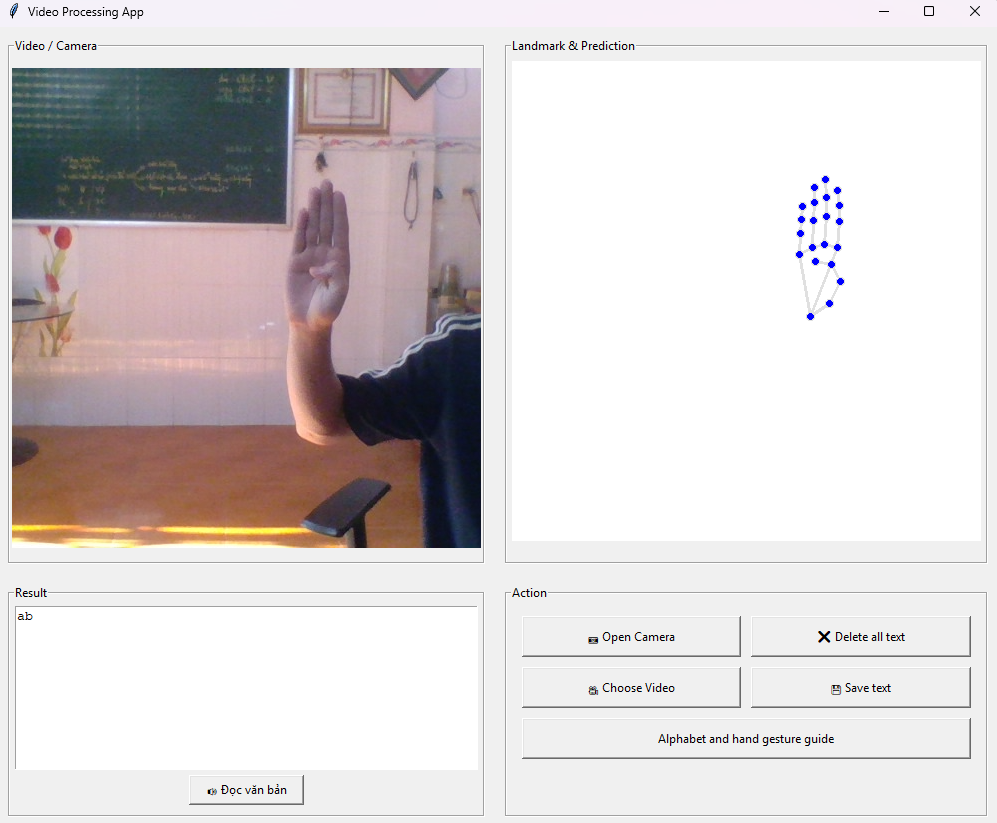 Video Processing App
Video / Camera
Landmark & Prediction
Result
ab
Đọc văn bản
Action
Open Camera
Delete all text
Choose Video
Save text
Alphabet and hand gesture guide